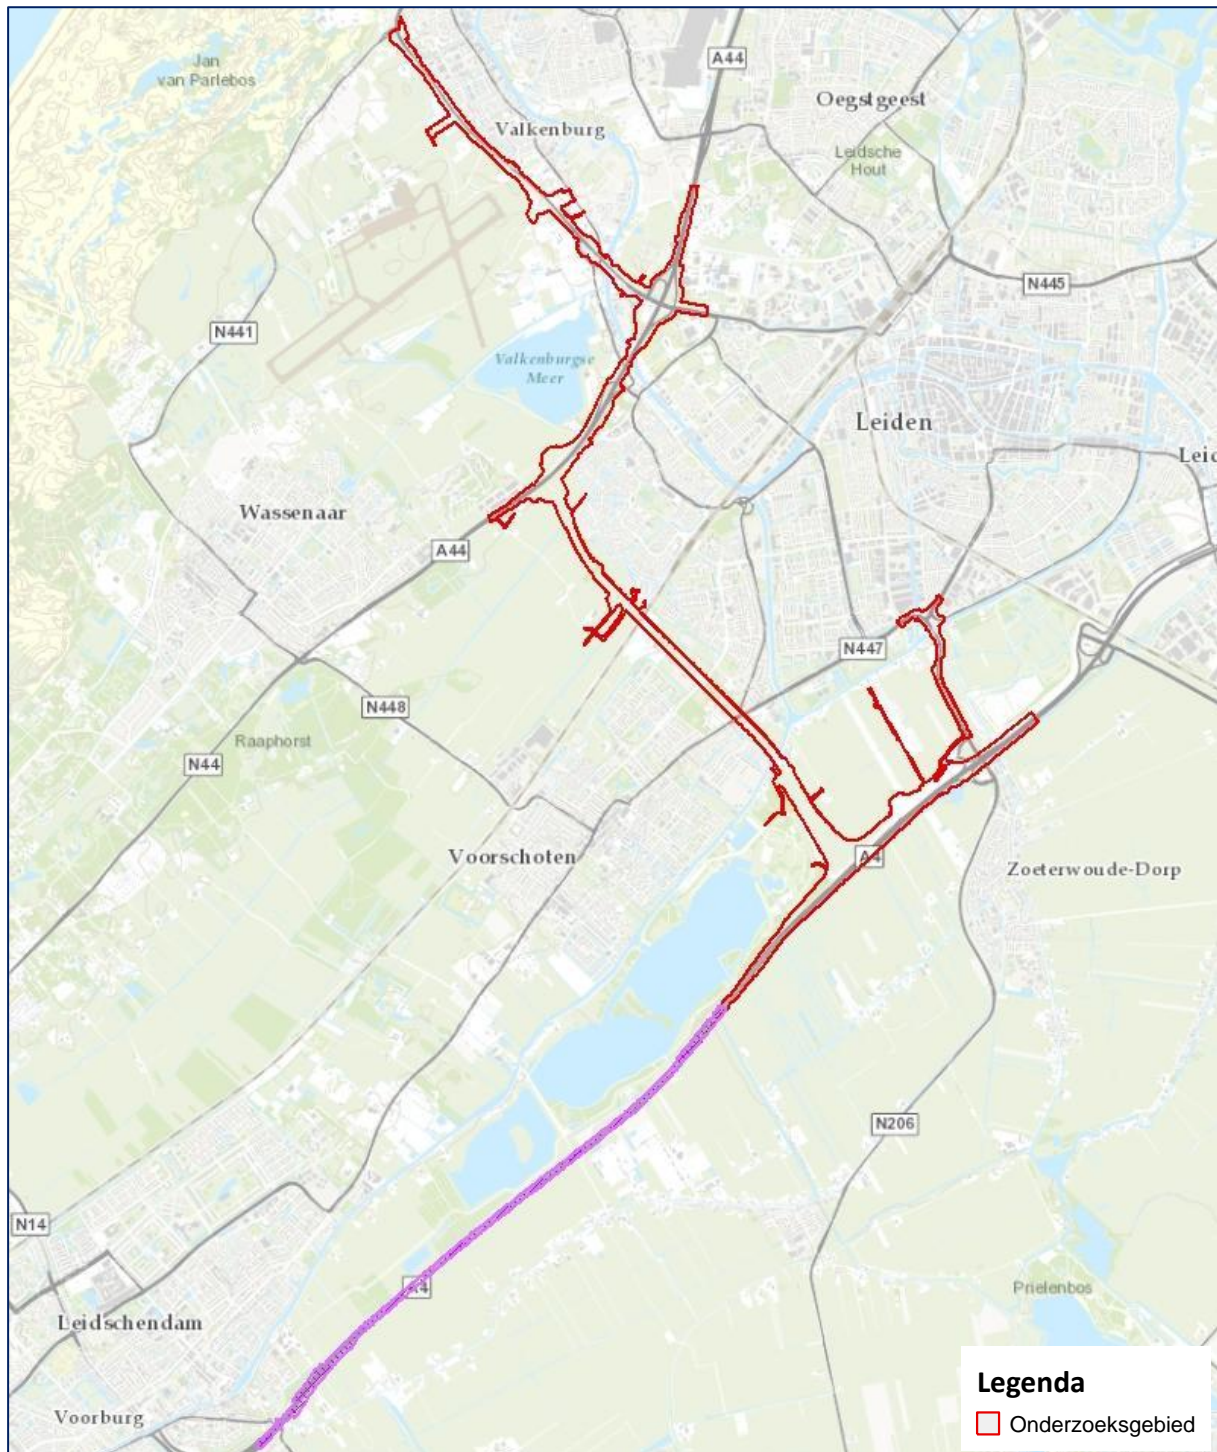 Jan
van Parlebos
A44
Oegstgeest
Valkenburg
Leidsche
Hout
N445
N441
Valkenburgse
Meer
Leiden
Leid
Wassenaar
A44
N447
N448
Raaphorst
N44
Voorschoten
A4
Zoeterwoude-Dorp
N206
N14
A4
Prielenbos
Leidschendam
Voorburg
Legenda
Onderzoeksgebied